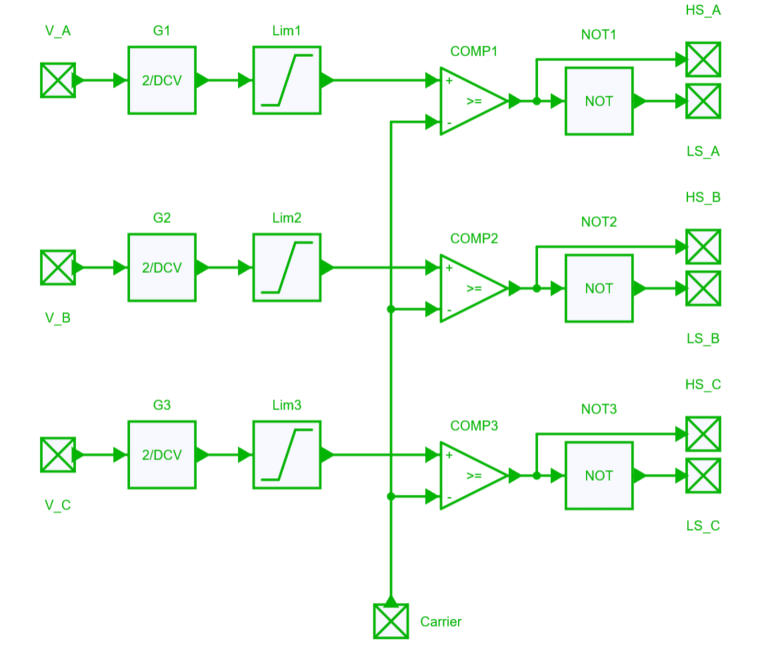 HS_A
V_A
G1
Lim1
NOT1
COMP1
2/DCV
+
>=
-
NOT
LS_A
HS_B
G2
Lim2
NOT2
COMP2
2/DCV
+
>=
-
NOT
V_B
LS_B
HS_C
G3
Lim3
NOT3
COMP3
2/DCV
+
>=
-
NOT
V_C
LS_C
Carrier